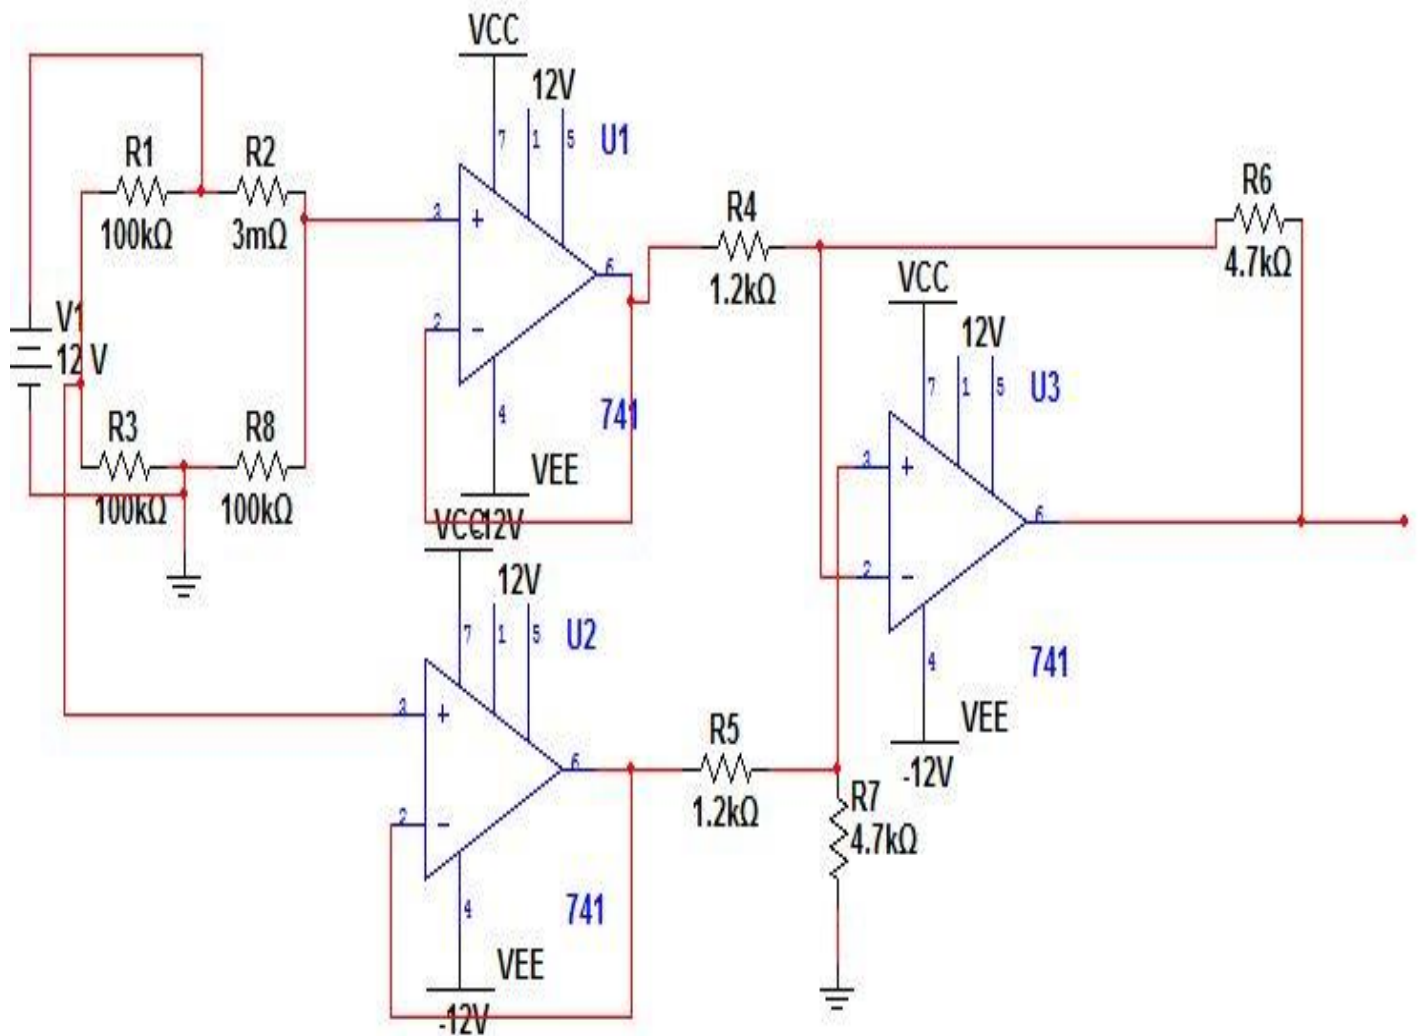 VCC
12V
7
1
5
U1
R1
100kΩ
R2
3mΩ
3
+
2
-
6
4
741
VEE
-12V
V1
12 V
R3
100kΩ
R8
100kΩ
R4
1.2kΩ
R6
4.7kΩ
VCC
12V
7
1
5
U3
3
+
2
-
6
4
741
VEE
-12V
VCC
12V
7
1
5
U2
3
+
2
-
6
4
741
VEE
-12V
R5
1.2kΩ
R7
4.7kΩ